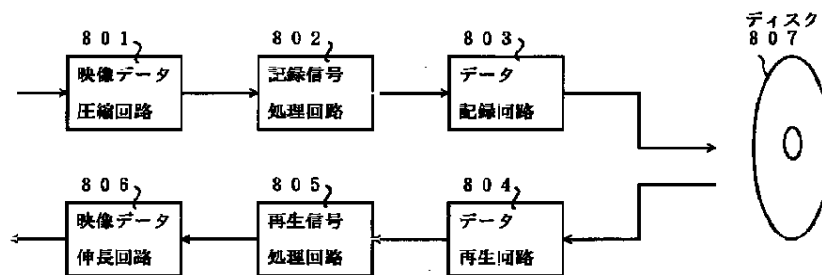 ディスク
807
801
802
803
映像データ
圧縮回路
記録信号
処理回路
データ
記録回路
806
805
804
映像データ
伸長回路
再生信号
処理回路
データ
再生回路